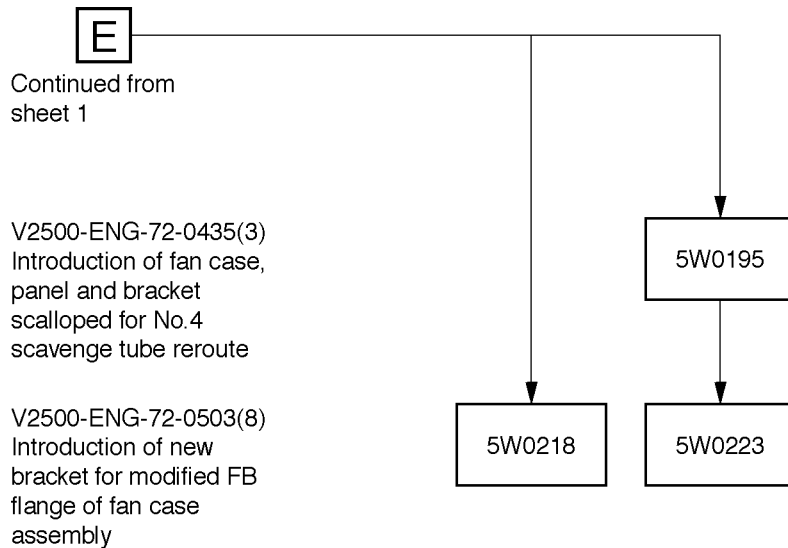 E
Continued from
sheet 1
V2500-ENG-72-0435(3)
Introduction of fan case,
panel and bracket
scalloped for No.4
scavenge tube reroute
5W0195
V2500-ENG-72-0503(8)
Introduction of new
bracket for modified FB
flange of fan case
assembly
5W0218
5W0223